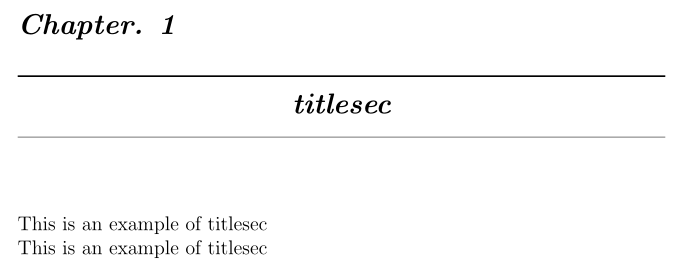 Chapter. 1
titlesec
This is an example of titlesec
This is an example of titlesec